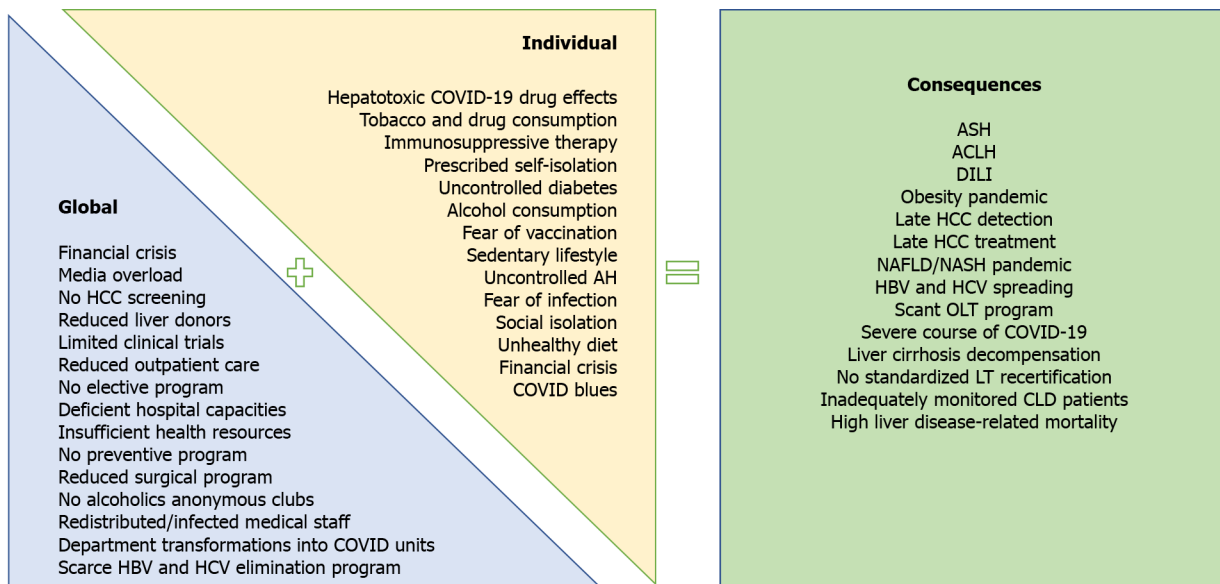 Global
Financial crisis
Media overload
No HCC screening
Reduced liver donors
Limited clinical trials
Reduced outpatient care
No elective program
Deficient hospital capacities
Insufficient health resources
No preventive program
Reduced surgical program
No alcoholics anonymous clubs
Redistributed/infected medical staff
Department transformations into COVID units
Scarce HBV and HCV elimination program
Individual
Hepatotoxic COVID-19 drug effects
Tobacco and drug consumption
Immunosuppressive therapy
Prescribed self-isolation
Uncontrolled diabetes
Alcohol consumption
Fear of vaccination
Sedentary lifestyle
Uncontrolled AH
Fear of infection
Social isolation
Unhealthy diet
Financial crisis
COVID blues
Consequences
ASH
ACLH
DILI
Obesity pandemic
Late HCC detection
Late HCC treatment
NAFLD/NASH pandemic
HBV and HCV spreading
Scant OLT program
Severe course of COVID-19
Liver cirrhosis decompensation
No standardized LT recertification
Inadequately monitored CLD patients
High liver disease-related mortality